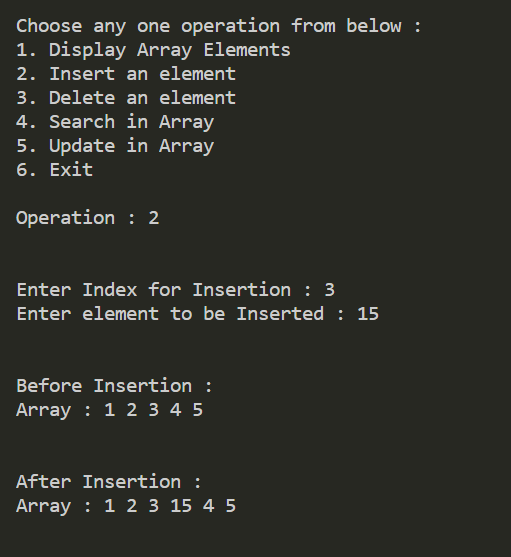 Choose any one operation from below :
1. Display Array Elements
2. Insert an element
3. Delete an element
4. Search in Array
5. Update in Array
6. Exit
Operation : 2
Enter Index for Insertion : 3
Enter element to be Inserted : 15
Before Insertion :
Array : 1 2 3 4 5
After Insertion :
Array : 1 2 3 15 4 5